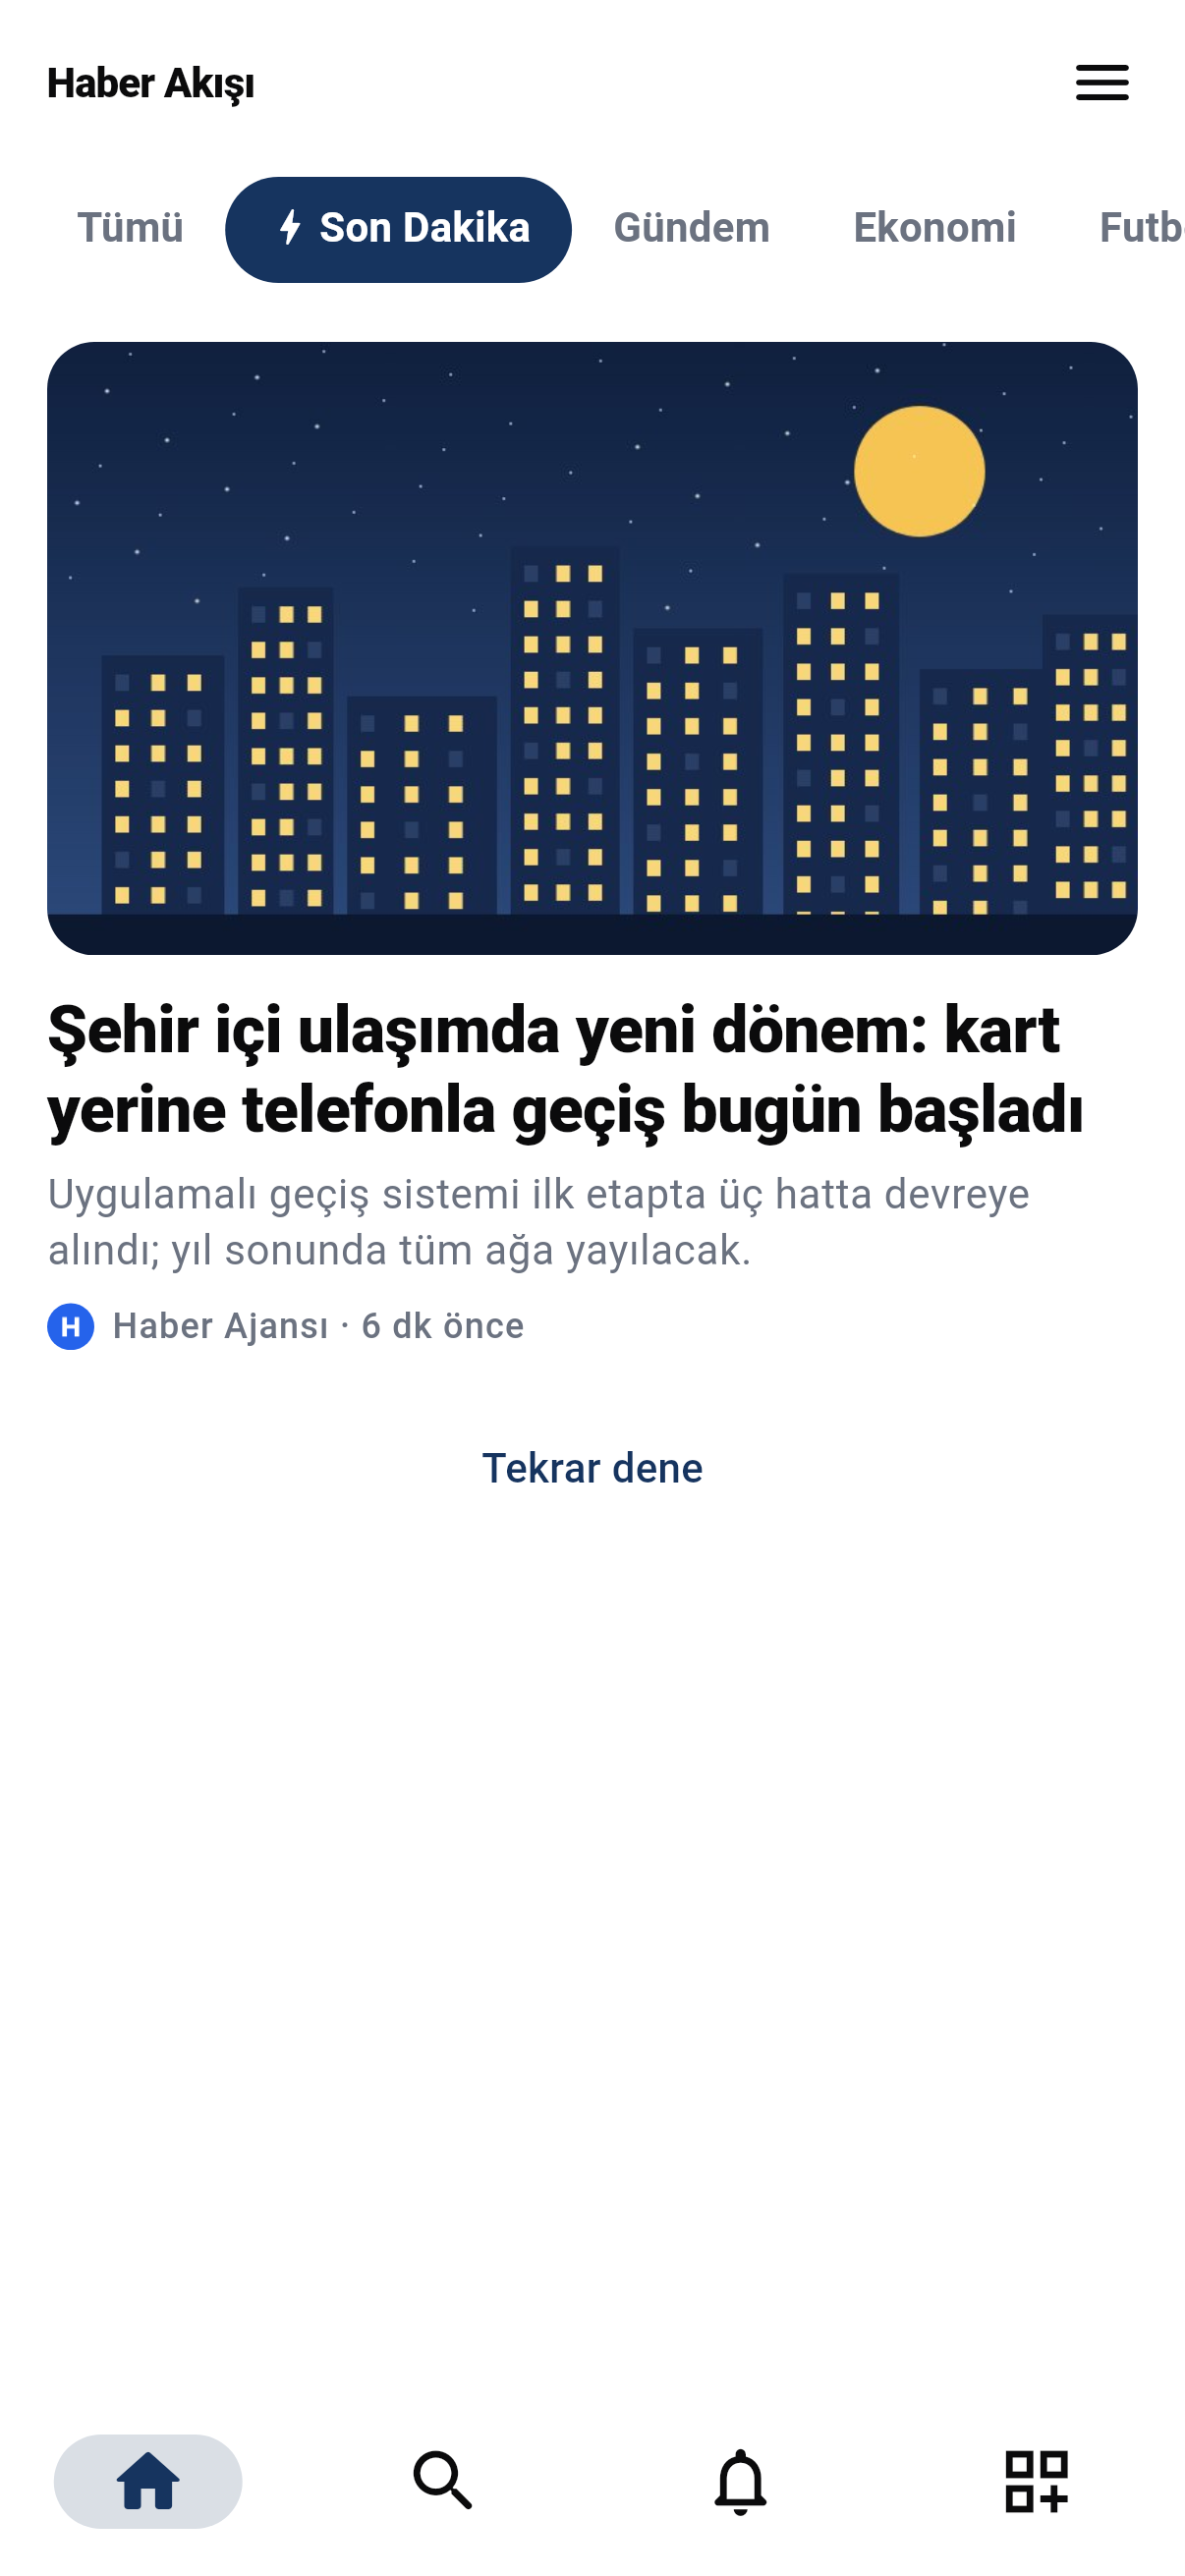 Haber Akışı
Tümü
Son Dakika
Gündem
Ekonomi
Futb
Şehir içi ulaşımda yeni dönem: kart
yerine telefonla geçiş bugün başladı
Uygulamalı geçiş sistemi ilk etapta üç hatta devreye
alındı; yıl sonunda tüm ağa yayılacak.
H Haber Ajansı · 6 dk önce
Tekrar dene